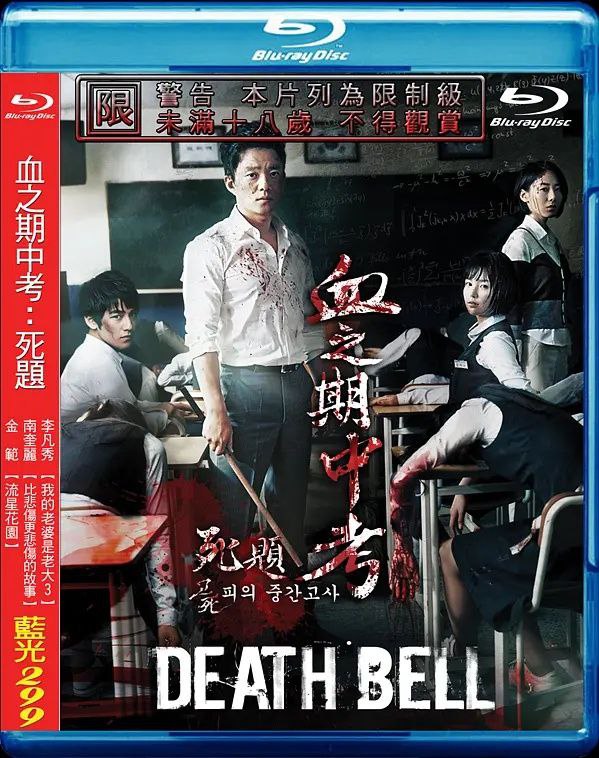 Blu-ray Disc
Blu-ray Disc
血之期中考：死題
李凡秀【我的老婆是老大3】
南奎麗【比悲傷更悲傷的故事】
金 範【流星花園】
藍光299
限
警告 本片列為限制級
未滿十八歲 不得觀賞
Blu-ray Disc
血之期中考
死題
피의 중간고사
DEATH BELL